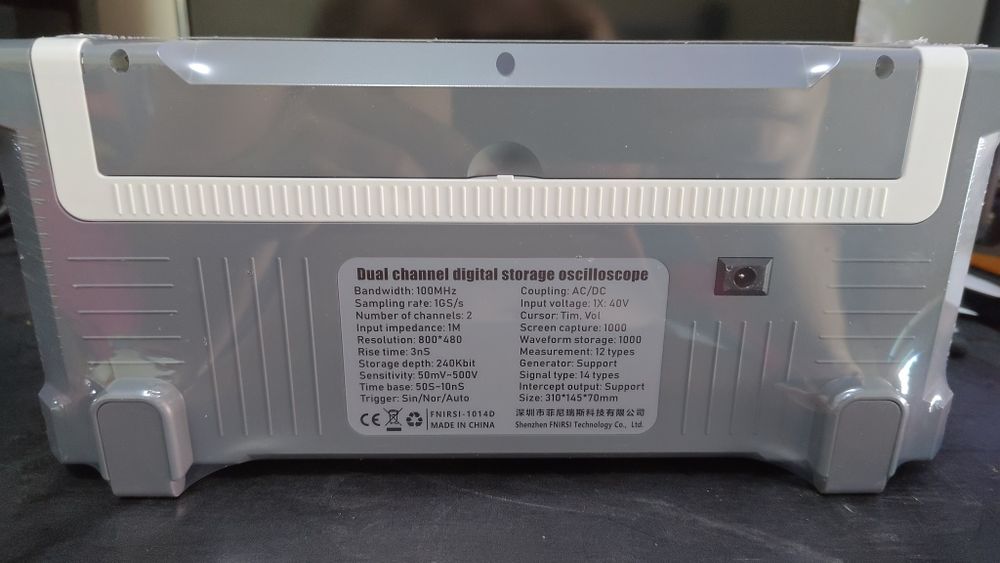 Dual channel digital storage oscilloscope
Bandwidth: 100MHz
Sampling rate: 1GS/s
Number of channels: 2
Input impedance: 1M
Resolution: 800*480
Rise time: 3nS
Storage depth: 240Kbit
Sensitivity: 50mV~500V
Time base: 50S~10nS
Trigger: Sin/Nor/Auto
Coupling: AC/DC
Input voltage: 1X: 40V
Cursor: Tim, Vol
Screen capture: 1000
Waveform storage: 1000
Measurement: 12 types
Generator: Support
Signal type: 14 types
Intercept output: Support
Size: 310*145*70mm
CE
FNIRSI-1014D
MADE IN CHINA
深圳市菲尼瑞斯科技有限公司
Shenzhen FNIRSI Technology Co., Ltd.